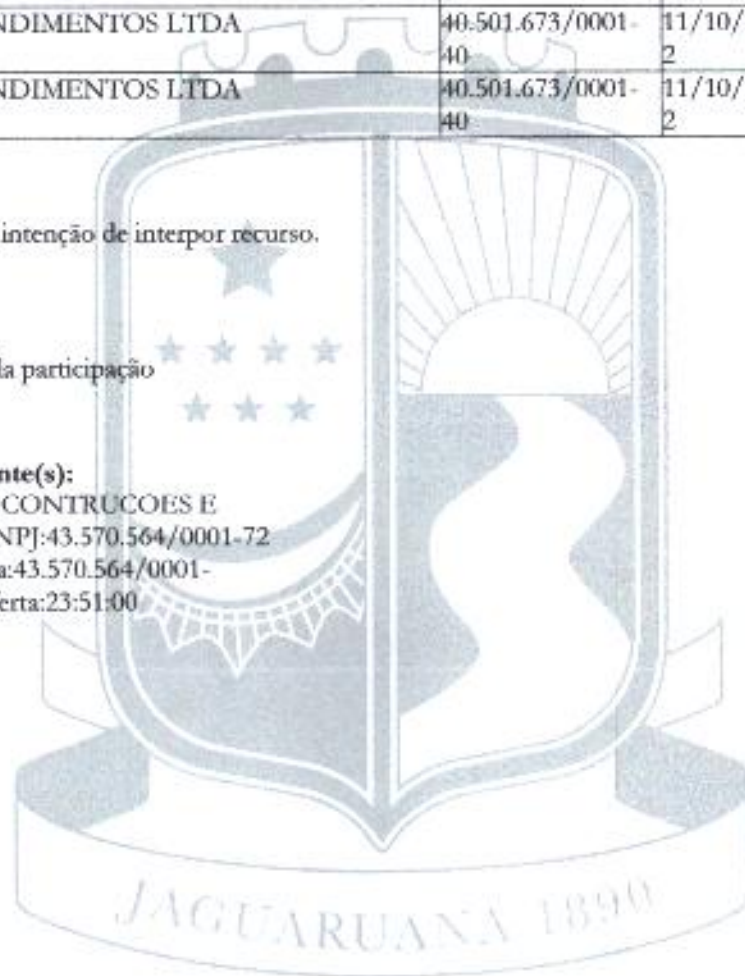 NDIMENTOS LTDA 40.501.673/0001- 11/10/
40 2
NDIMENTOS LTDA 40.501.673/0001- 11/10/
40 2
intenção de interpor recurso.
la participação
nte(s):
CONTRUCOES E
NPJ:43.570.564/0001-72
a:43.570.564/0001-
erta:23:51:00
JAGUARUANA 1890